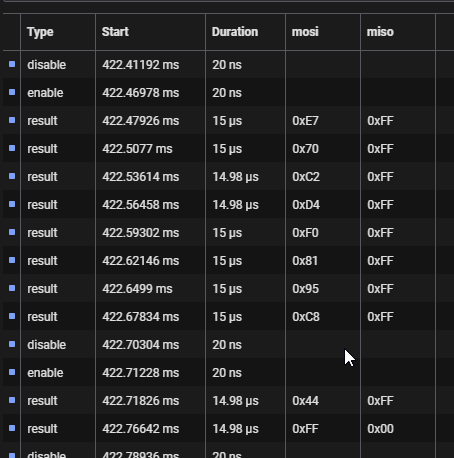 Type Start Duration mosi miso
disable 422.41192 ms 20 ns
enable 422.46978 ms 20 ns
result 422.47926 ms 15 µs 0xE7 0xFF
result 422.5077 ms 15 µs 0x70 0xFF
result 422.53614 ms 14.98 µs 0xC2 0xFF
result 422.56458 ms 14.98 µs 0xD4 0xFF
result 422.59302 ms 15 µs 0xF0 0xFF
result 422.62146 ms 15 µs 0x81 0xFF
result 422.6499 ms 15 µs 0x95 0xFF
result 422.67834 ms 15 µs 0xC8 0xFF
disable 422.70304 ms 20 ns
enable 422.71228 ms 20 ns
result 422.71826 ms 14.98 µs 0x44 0xFF
result 422.76642 ms 14.98 µs 0xFF 0x00
disable 422.78936 ms 20 ns